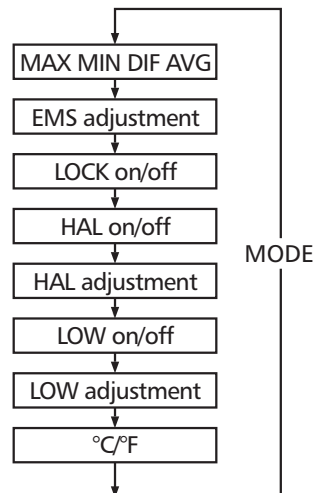 MAX MIN DIF AVG
EMS adjustment
LOCK on/off
HAL on/off
HAL adjustment
LOW on/off
LOW adjustment
°C/°F
MODE